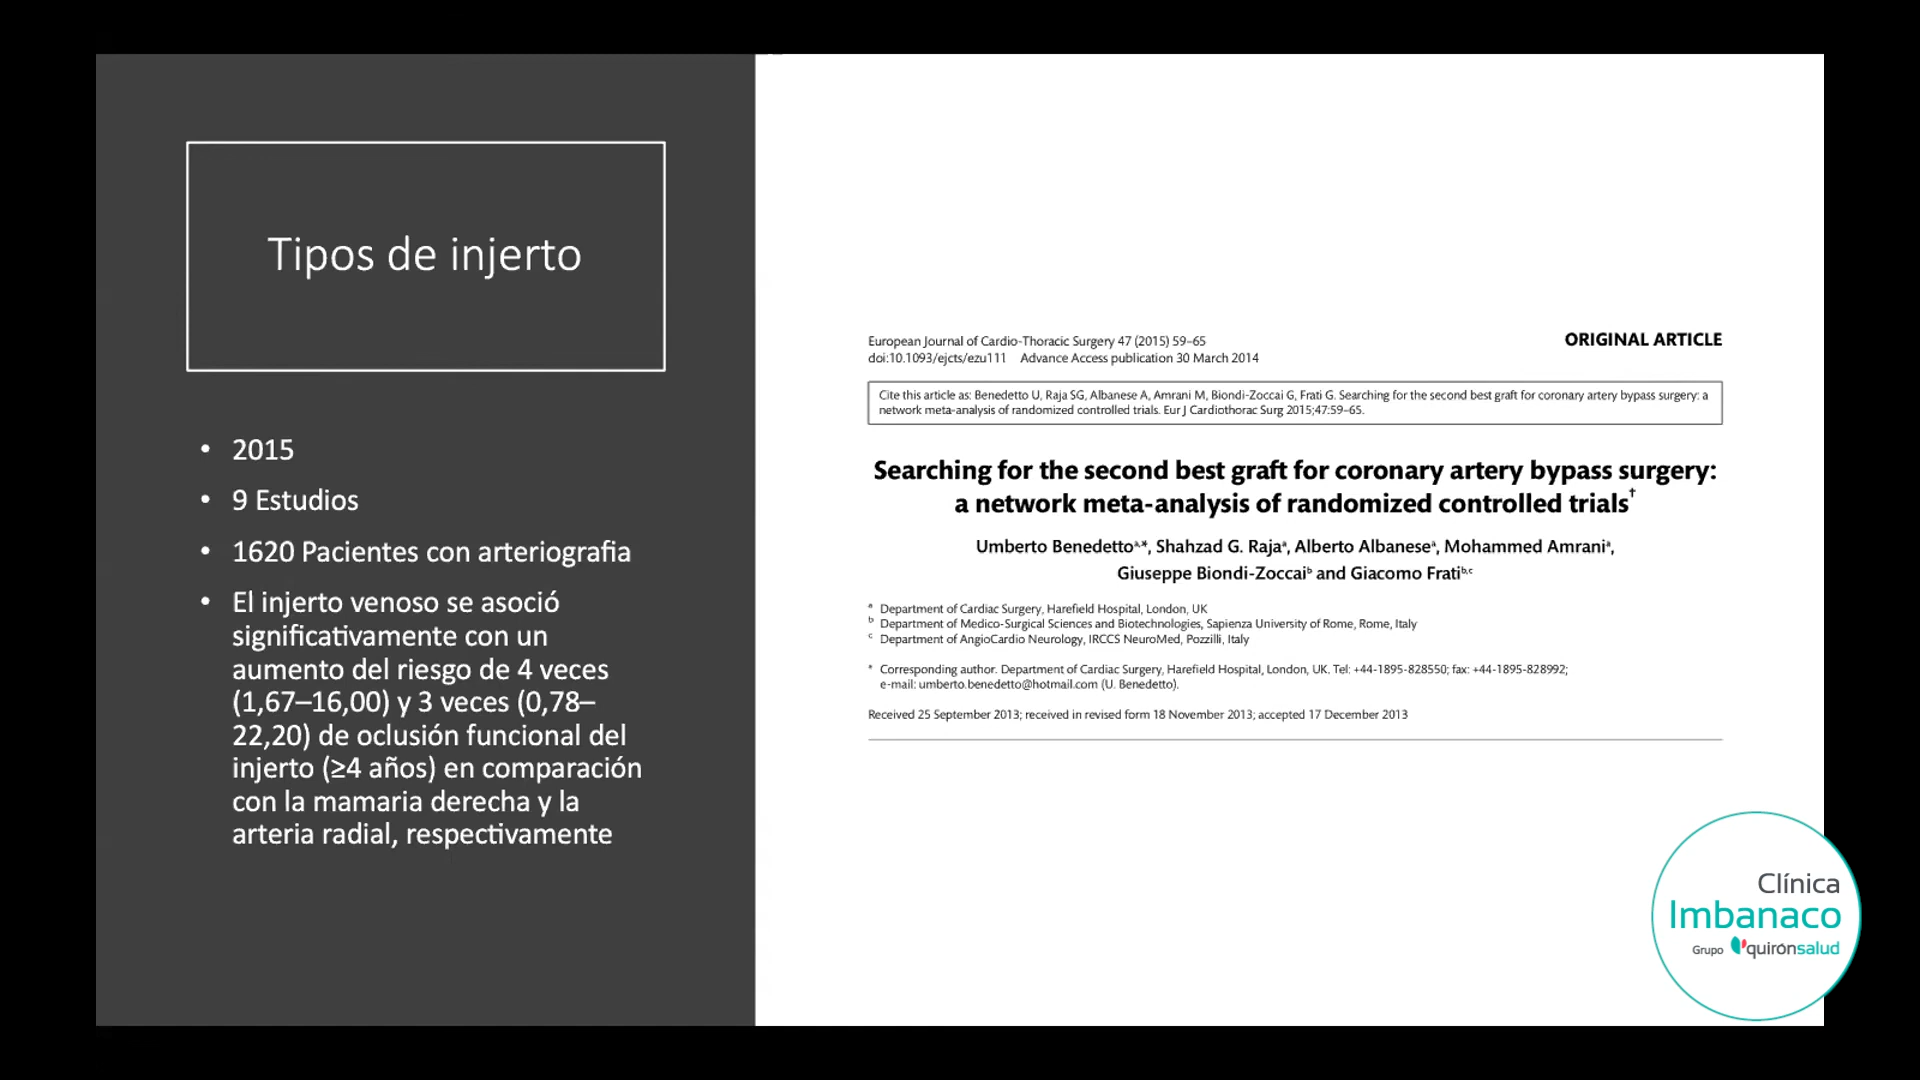 Tipos de injerto
• 2015
• 9 Estudios
• 1620 Pacientes con arteriografia
• El injerto venoso se asoció
significativamente con un
aumento del riesgo de 4 veces
(1,67–16,00) y 3 veces (0,78–
22,20) de oclusión funcional del
injerto (≥4 años) en comparación
con la mamaria derecha y la
arteria radial, respectivamente
European Journal of Cardio-Thoracic Surgery 47 (2015) 59–65
doi:10.1093/ejcts/ezu111 Advance Access publication 30 March 2014
ORIGINAL ARTICLE
Cite this article as: Benedetto U, Raja SG, Albanese A, Amrani M, Biondi-Zoccai G, Frati G. Searching for the second best graft for coronary artery bypass surgery: a
network meta-analysis of randomized controlled trials. Eur J Cardiothorac Surg 2015;47:59–65.
Searching for the second best graft for coronary artery bypass surgery:
a network meta-analysis of randomized controlled trials†
Umberto Benedettoa,*, Shahzad G. Rajaa, Alberto Albanesea, Mohammed Amrania,
Giuseppe Biondi-Zoccaib and Giacomo Fratib,c
a Department of Cardiac Surgery, Harefield Hospital, London, UK
b Department of Medico-Surgical Sciences and Biotechnologies, Sapienza University of Rome, Rome, Italy
c Department of AngioCardio Neurology, IRCCS NeuroMed, Pozzilli, Italy
* Corresponding author. Department of Cardiac Surgery, Harefield Hospital, London, UK. Tel: +44-1895-828550; fax: +44-1895-828992;
e-mail: umberto.benedetto@hotmail.com (U. Benedetto).
Received 25 September 2013; received in revised form 18 November 2013; accepted 17 December 2013
Clínica
Imbanaco
Grupo quirónsalud